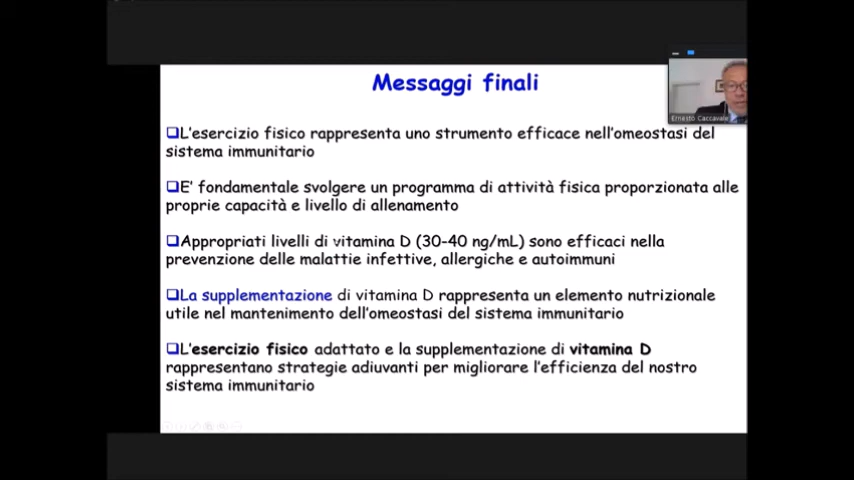 Messaggi finali
Ernesto Caccavale
❑L'esercizio fisico rappresenta uno strumento efficace nell'omeostasi del
sistema immunitario
❑E' fondamentale svolgere un programma di attività fisica proporzionata alle
proprie capacità e livello di allenamento
❑Appropriati livelli di vitamina D (30-40 ng/mL) sono efficaci nella
prevenzione delle malattie infettive, allergiche e autoimmuni
❑La supplementazione di vitamina D rappresenta un elemento nutrizionale
utile nel mantenimento dell'omeostasi del sistema immunitario
❑L'esercizio fisico adattato e la supplementazione di vitamina D
rappresentano strategie adiuvanti per migliorare l'efficienza del nostro
sistema immunitario